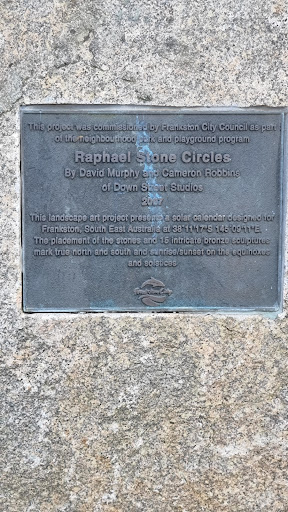 This project was commissioned by Frankston City Council as part
of the neighbourhood park and playground program
Raphael Stone Circles
By David Murphy and Cameron Robbins
of Down Street Studios
2007
This landscape art project presents a solar calendar designed for
Frankston, South East Australia at 38°11'17"S 145°00'11"E.
The placement of the stones and 15 intricate bronze sculptures
mark true north and south and sunrise/sunset on the equinoxes
and solstices